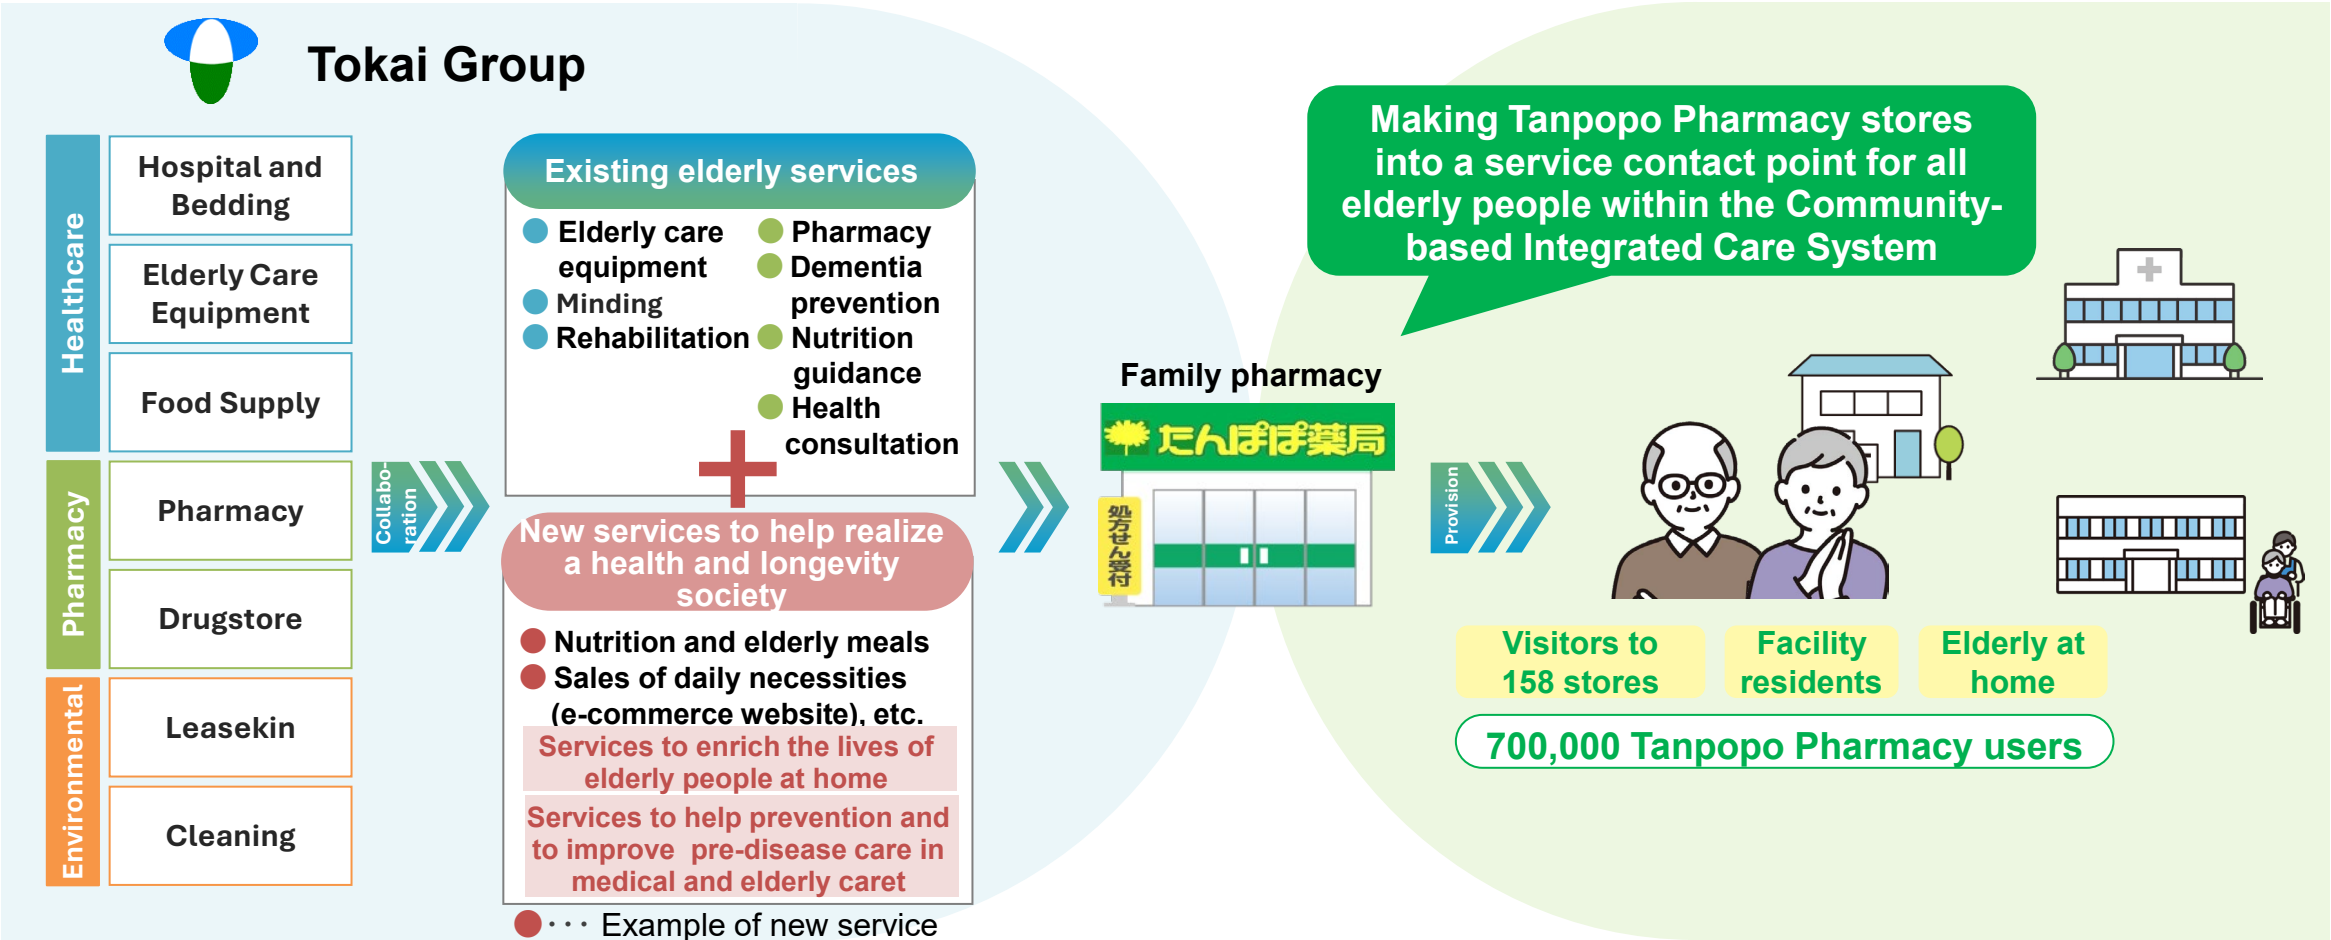 Tokai Group
Healthcare
Hospital and
Bedding
Elderly Care
Equipment
Food Supply
Pharmacy
Pharmacy
Drugstore
Environmental
Leasekin
Cleaning
Collabo-
ration
Existing elderly services
Elderly care
equipment
Minding
Rehabilitation
Pharmacy
Dementia
prevention
Nutrition
guidance
Health
consultation
New services to help realize
a health and longevity
society
Nutrition and elderly meals
Sales of daily necessities
(e-commerce website), etc.
Services to enrich the lives of
elderly people at home
Services to help prevention and
to improve pre-disease care in
medical and elderly caret
● ··· Example of new service
Family pharmacy
たんぽぽ薬局
処方せん受付
Making Tanpopo Pharmacy stores
into a service contact point for all
elderly people within the Community-
based Integrated Care System
Provision
Visitors to
158 stores
Facility
residents
Elderly at
home
700,000 Tanpopo Pharmacy users